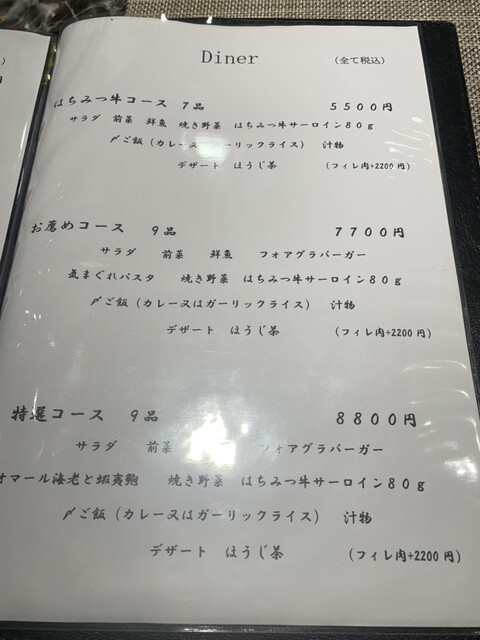 Diner (全て税込)
はちみつ牛コース 7品 5500円
サラダ 前菜 鮮魚 焼き野菜 はちみつ牛サーロイン80g
〆ご飯(カレー又はガーリックライス) 汁物
デザート ほうじ茶 (フィレ肉+2200円)
お薦めコース 9品 7700円
サラダ 前菜 鮮魚 フォアグラバーガー
気まぐれパスタ 焼き野菜 はちみつ牛サーロイン80g
〆ご飯(カレー又はガーリックライス) 汁物
デザート ほうじ茶 (フィレ肉+2200円)
特選コース 9品 8800円
サラダ 前菜 フォアグラバーガー
オマール海老と蝦夷鮑 焼き野菜 はちみつ牛サーロイン80g
〆ご飯(カレー又はガーリックライス) 汁物
デザート ほうじ茶 (フィレ肉+2200円)
円